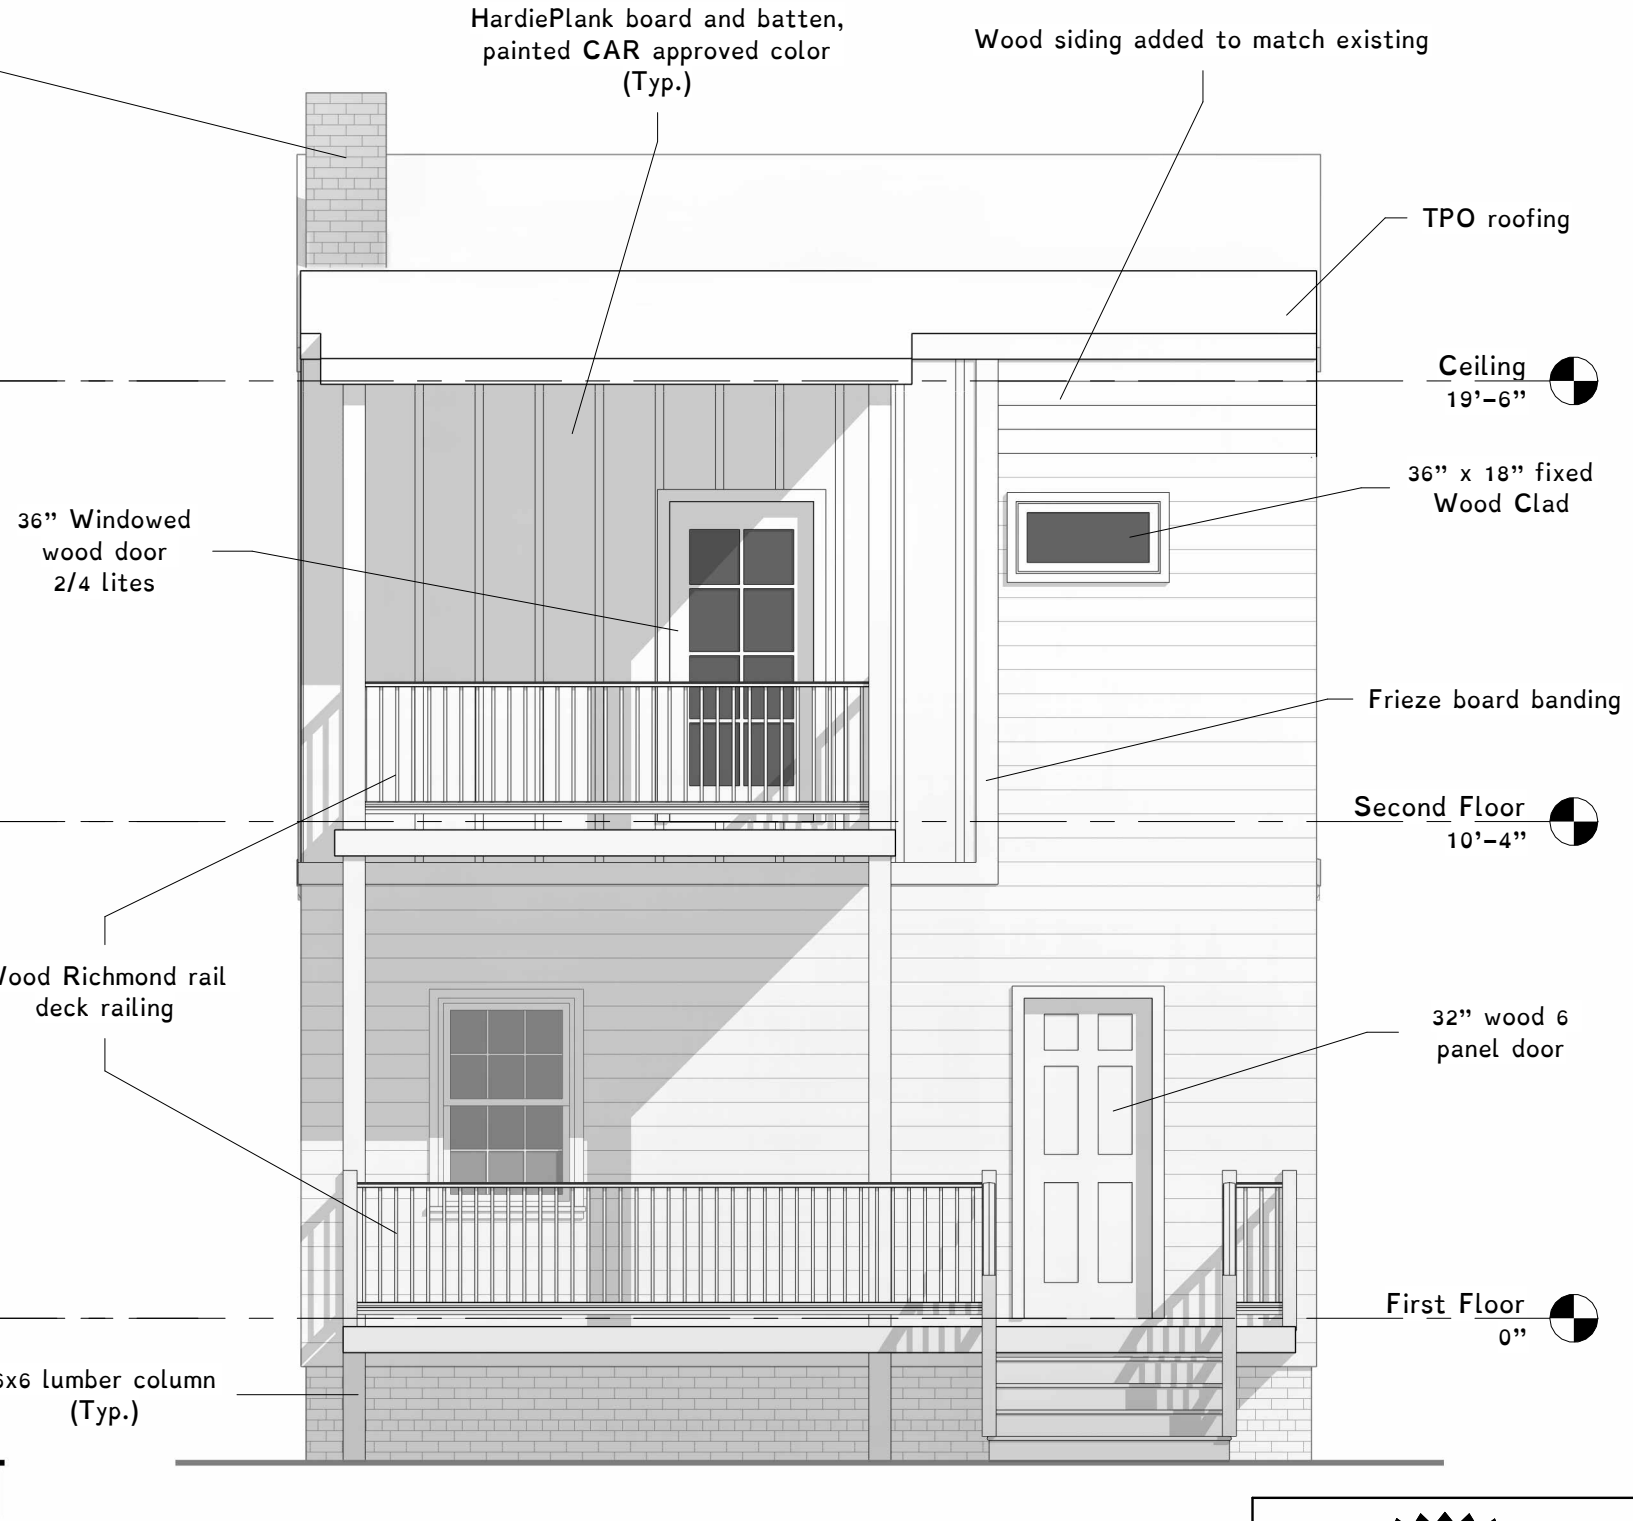 HardiePlank board and batten,
painted CAR approved color
(Typ.)
Wood siding added to match existing
TPO roofing
Ceiling
19’–6”
36” x 18” fixed
Wood Clad
36” Windowed
wood door
2/4 lites
Frieze board banding
Second Floor
10’–4”
Wood Richmond rail
deck railing
32” wood 6
panel door
First Floor
0”
6x6 lumber column
(Typ.)